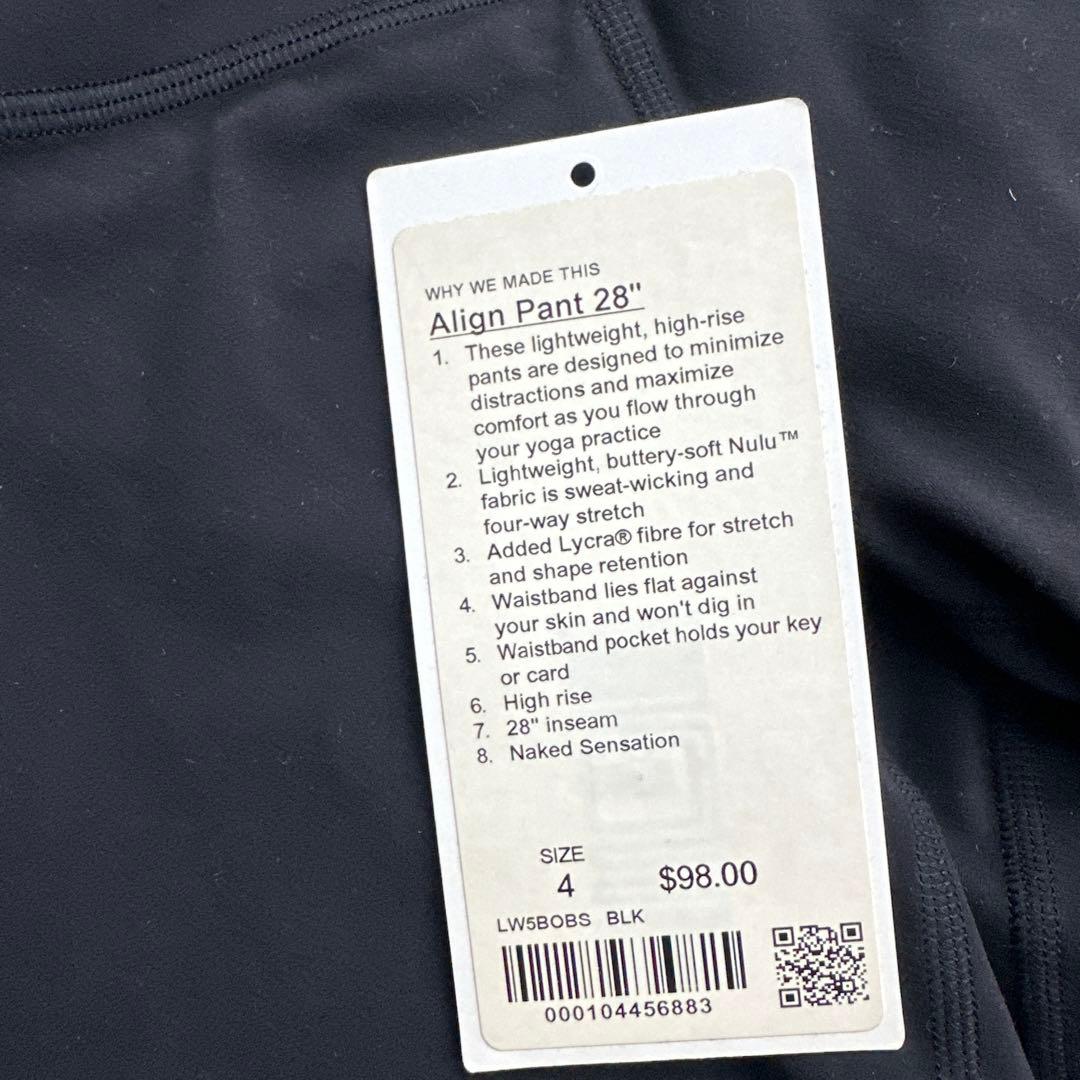 WHY WE MADE THIS
Align Pant 28"
1. These lightweight, high-rise
pants are designed to minimize
distractions and maximize
comfort as you flow through
your yoga practice
2. Lightweight, buttery-soft Nulu™
fabric is sweat-wicking and
four-way stretch
3. Added Lycra® fibre for stretch
and shape retention
4. Waistband lies flat against
your skin and won't dig in
5. Waistband pocket holds your key
or card
6. High rise
7. 28" inseam
8. Naked Sensation
SIZE
4 $98.00
LW5BOBS BLK
000104456883